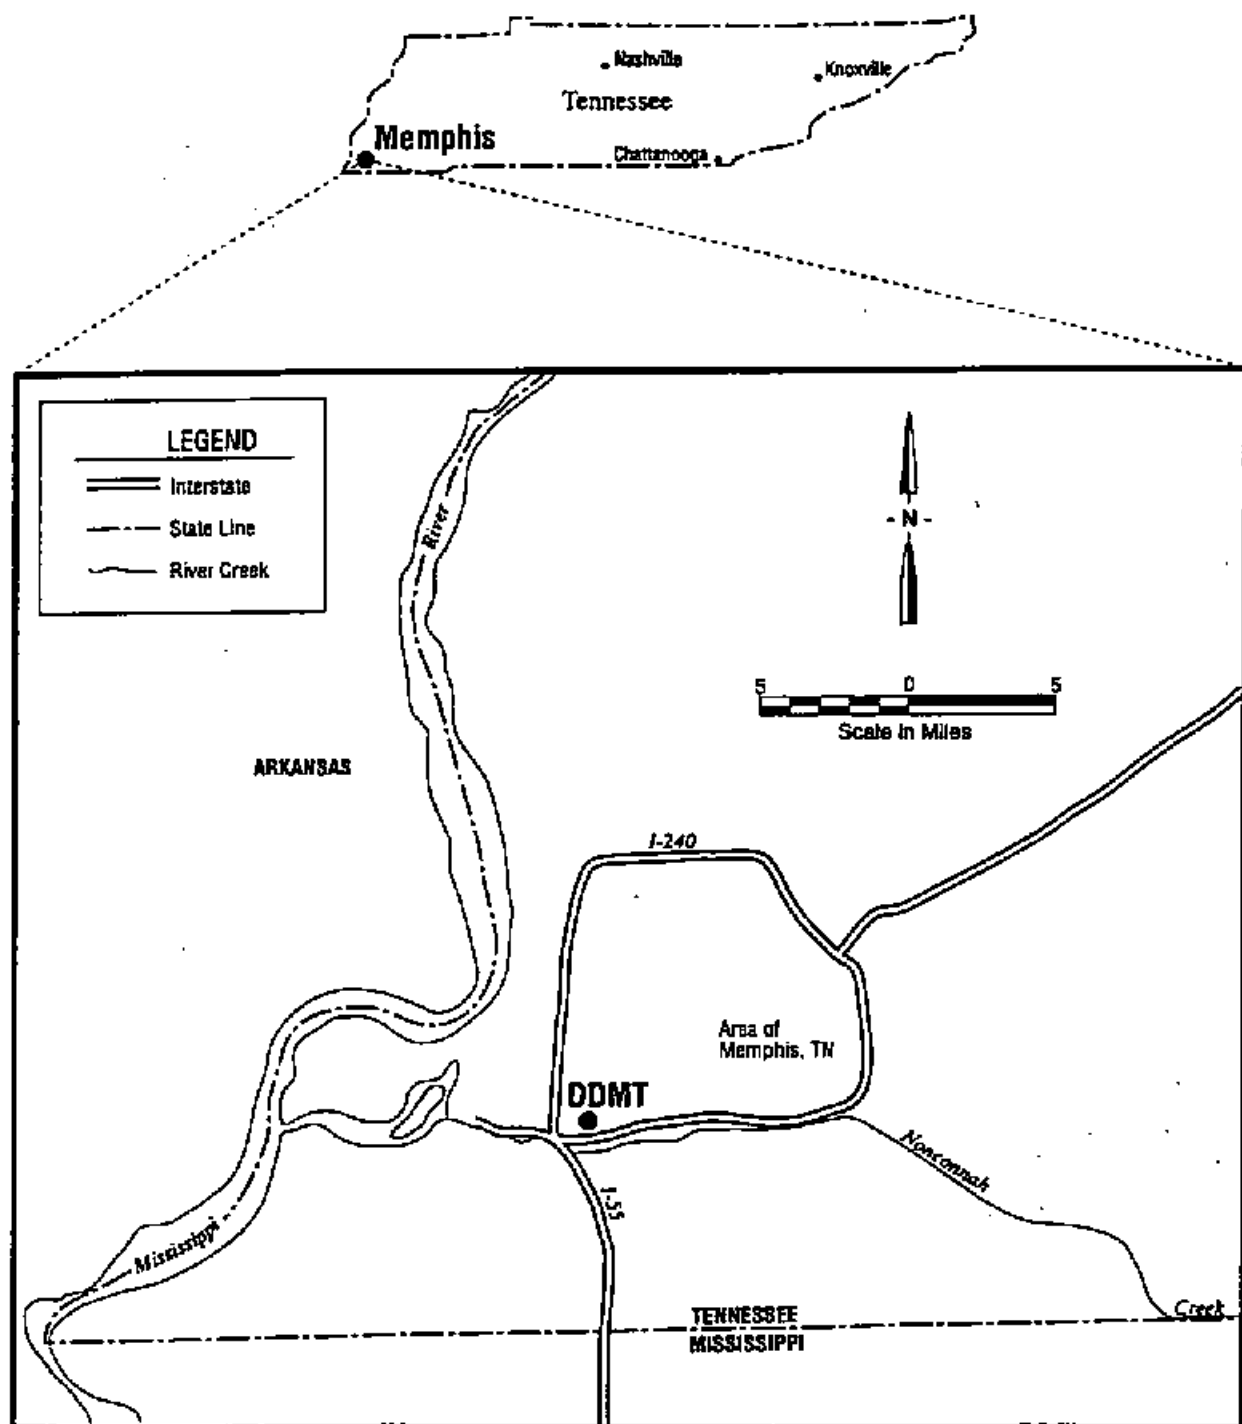 Nashville
Knoxville
Tennessee
Memphis
Chattanooga
LEGEND
Interstate
State Line
River Creek
River
- N -
5 0 5
Scale in Miles
ARKANSAS
I-240
Area of
Memphis, TN
DDMT
Nonconnah
I-55
Mississippi
Creek
TENNESSEE
MISSISSIPPI